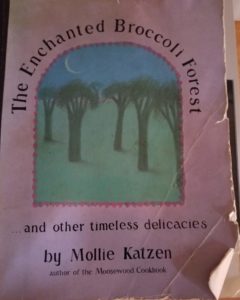 The Enchanted Broccoli Forest
...and other timeless delicacies
by Mollie Katzen
author of the Moosewood Cookbook